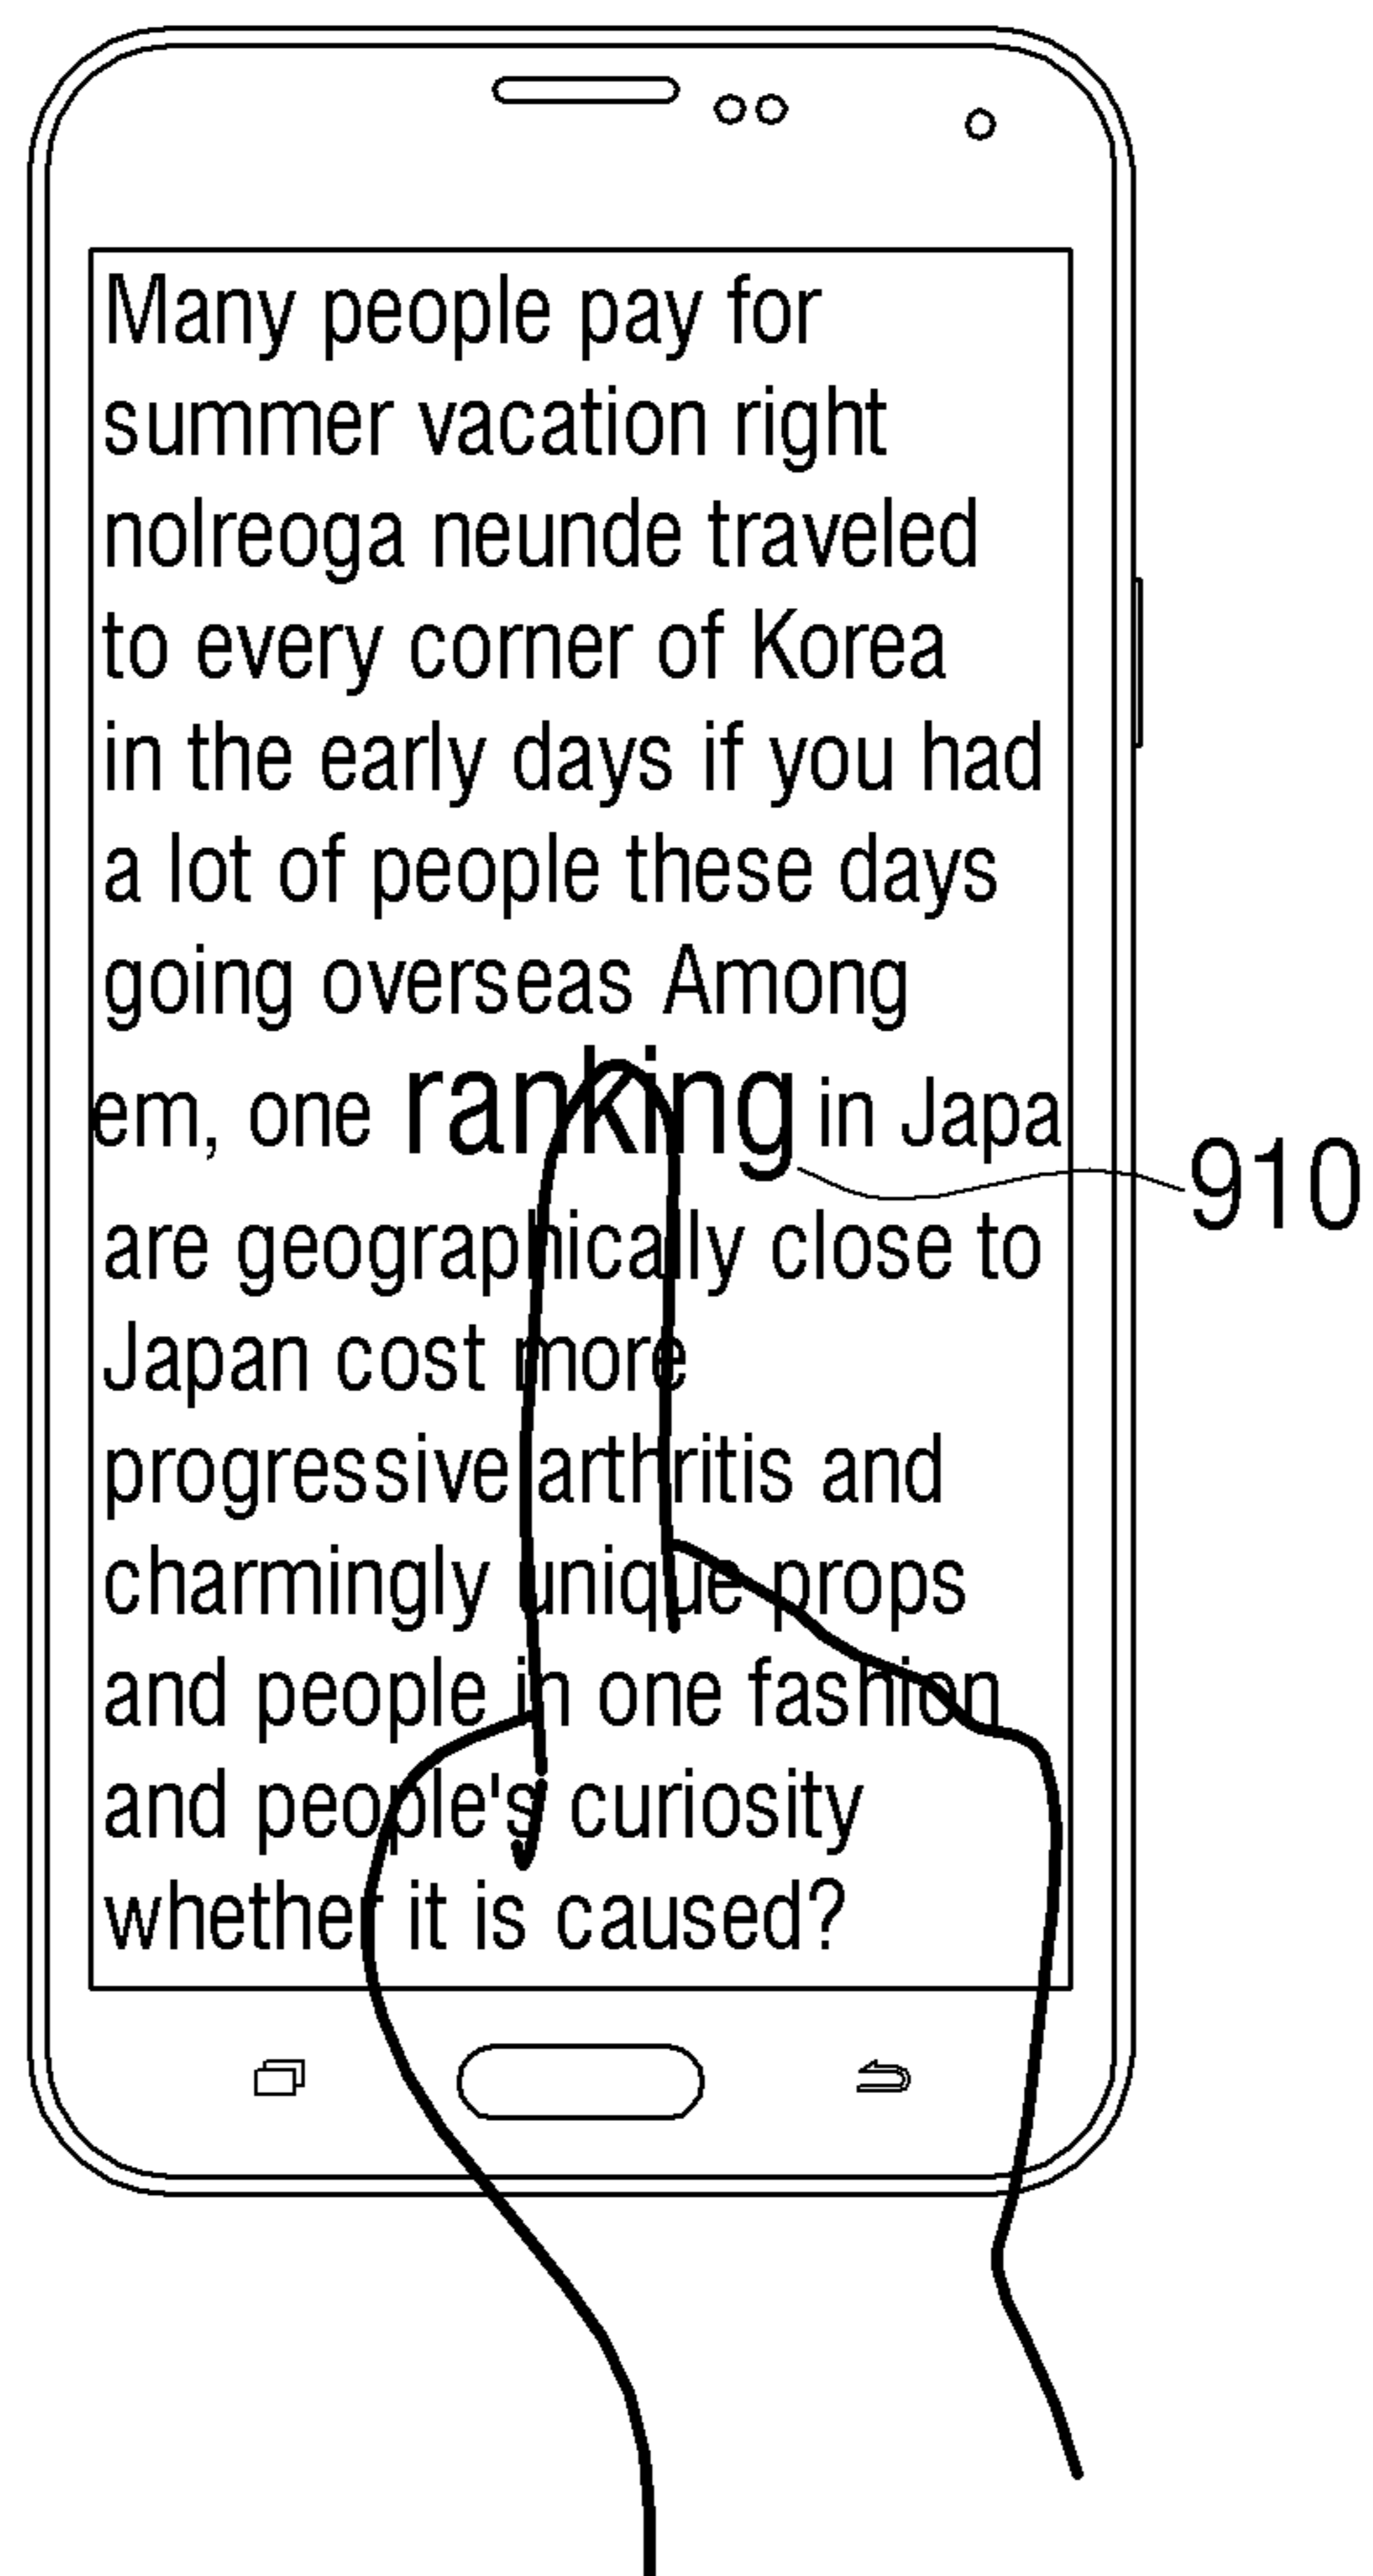 Many people pay for
summer vacation right
nolreoga neunde traveled
to every corner of Korea
in the early days if you had
a lot of people these days
going overseas Among
em, one ranking in Japa
910
are geographically close to
Japan cost more
progressive arthritis and
charmingly unique props
and people in one fashion
and people's curiosity
whether it is caused?